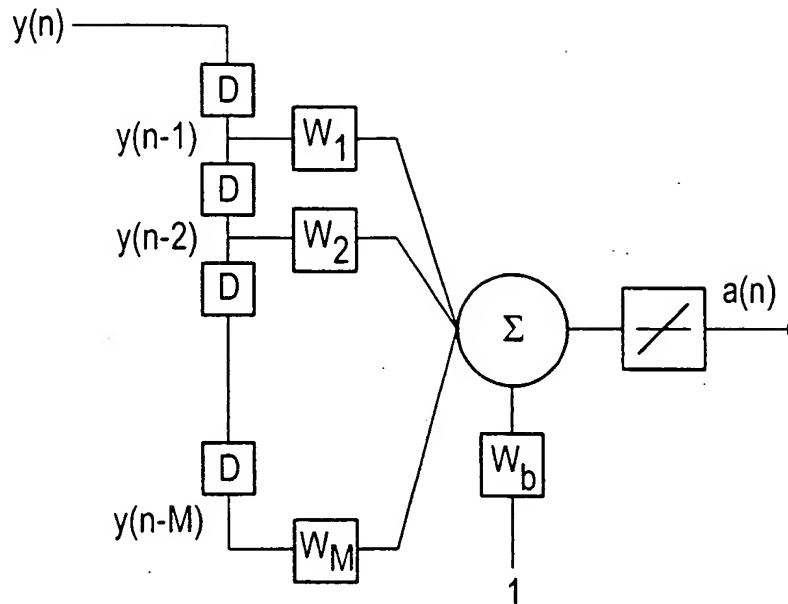 y(n)
D
y(n-1)
W1
D
y(n-2)
W2
D
Σ
a(n)
D
Wb
y(n-M)
WM
1